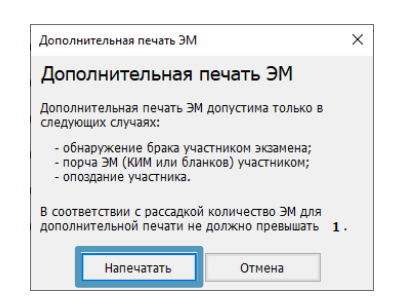 Дополнительная печать ЭМ
Дополнительная печать ЭМ
Дополнительная печать ЭМ допустима только в
следующих случаях:
- обнаружение брака участником экзамена;
- порча ЭМ (КИМ или бланков) участником;
- опоздание участника.
В соответствии с рассадкой количество ЭМ для
дополнительной печати не должно превышать 1 .
Напечатать Отмена